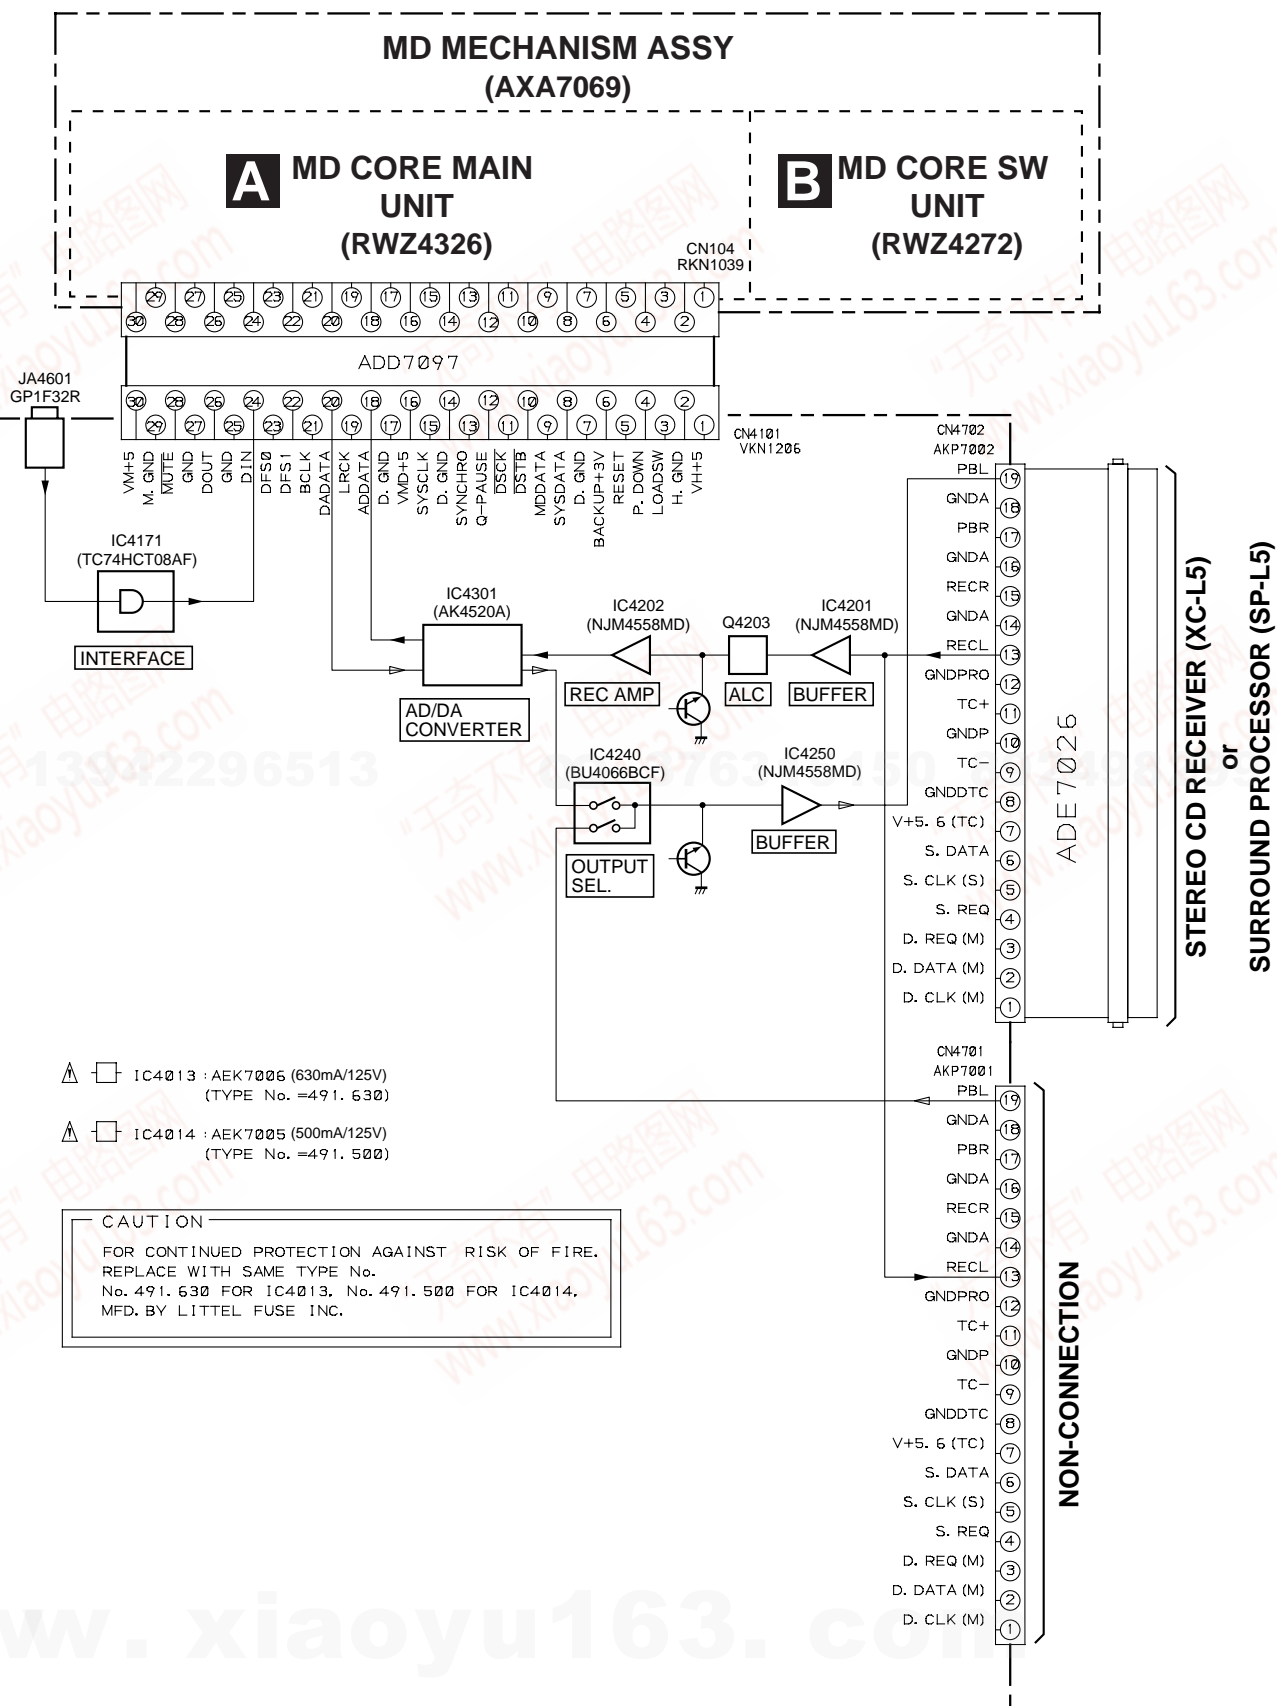 MD MECHANISM ASSY
(AXA7069)
A MD CORE MAIN
UNIT
(RWZ4326)
B MD CORE SW
UNIT
(RWZ4272)
CN104
RKN1039
29 27 25 23 21 19 17 15 13 11 9 7 5 3 1
30 28 26 24 22 20 18 16 14 12 10 8 6 4 2
ADD7097
JA4601
GP1F32R
30 28 26 24 22 20 18 16 14 12 10 8 6 4 2
29 27 25 23 21 19 17 15 13 11 9 7 5 3 1
CN4101
VKN1206
VM+5
M. GND
MUTE
GND
DOUT
GND
DIN
DFS0
DFS1
BCLK
DADATA
LRCK
ADDATA
D. GND
VMD+5
SYSCLK
D. GND
SYNCHRO
Q-PAUSE
DSCK
DSTB
MDDATA
SYSDATA
D. GND
BACKUP+3V
RESET
P. DOWN
LOADSW
H. GND
VH+5
IC4171
(TC74HCT08AF)
INTERFACE
IC4301
(AK4520A)
AD/DA
CONVERTER
IC4202
(NJM4558MD)
REC AMP
Q4203
ALC
IC4201
(NJM4558MD)
BUFFER
IC4240
(BU4066BCF)
OUTPUT
SEL.
IC4250
(NJM4558MD)
BUFFER
CN4702
AKP7002
PBL 19
GNDA 18
PBR 17
GNDA 16
RECR 15
GNDA 14
RECL 13
GNDPRO 12
TC+ 11
GNDP 10
TC- 9
GNDDTC 8
V+5. 6 (TC) 7
S. DATA 6
S. CLK (S) 5
S. REQ 4
D. REQ (M) 3
D. DATA (M) 2
D. CLK (M) 1
ADE7026
STEREO CD RECEIVER (XC-L5)
or
SURROUND PROCESSOR (SP-L5)
CN4701
AKP7001
PBL 19
GNDA 18
PBR 17
GNDA 16
RECR 15
GNDA 14
RECL 13
GNDPRO 12
TC+ 11
GNDP 10
TC- 9
GNDDTC 8
V+5. 6 (TC) 7
S. DATA 6
S. CLK (S) 5
S. REQ 4
D. REQ (M) 3
D. DATA (M) 2
D. CLK (M) 1
NON-CONNECTION
IC4013 : AEK7006 (630mA/125V)
(TYPE No. =491. 630)
IC4014 : AEK7005 (500mA/125V)
(TYPE No. =491. 500)
CAUTION
FOR CONTINUED PROTECTION AGAINST RISK OF FIRE.
REPLACE WITH SAME TYPE No.
No. 491. 630 FOR IC4013, No. 491. 500 FOR IC4014,
MFD. BY LITTEL FUSE INC.
w. xiaoyu163. com